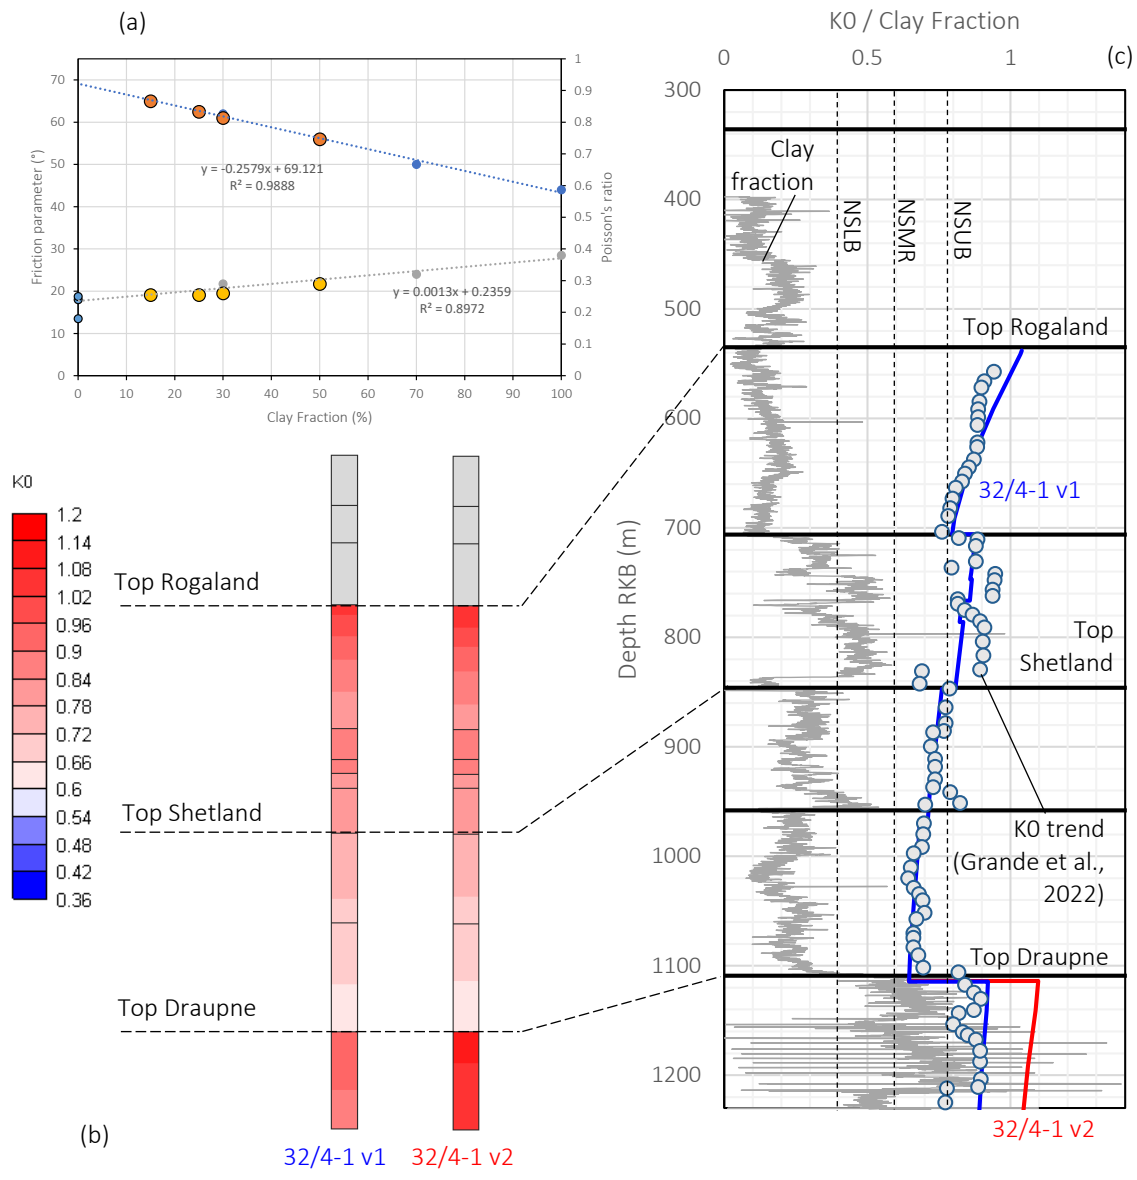 (a)
70
60
50
40
30
20
10
0
Friction parameter (°)
1
0.9
0.8
0.7
0.6
0.5
0.4
0.3
0.2
0.1
0
Poisson's ratio
y = -0.2579x + 69.121
R² = 0.9888
y = 0.0013x + 0.2359
R² = 0.8972
0 10 20 30 40 50 60 70 80 90 100
Clay Fraction (%)
K0
1.2
1.14
1.08
1.02
0.96
0.9
0.84
0.78
0.72
0.66
0.6
0.54
0.48
0.42
0.36
Top Rogaland
Top Shetland
Top Draupne
(b)
32/4-1 v1
32/4-1 v2
K0 / Clay Fraction
0 0.5 1
(c)
300
400
500
600
700
800
900
1000
1100
1200
Depth RKB (m)
Clay
fraction
NSLB
NSMR
NSUB
Top Rogaland
32/4-1 v1
Top
Shetland
K0 trend
(Grande et al.,
2022)
Top Draupne
32/4-1 v2